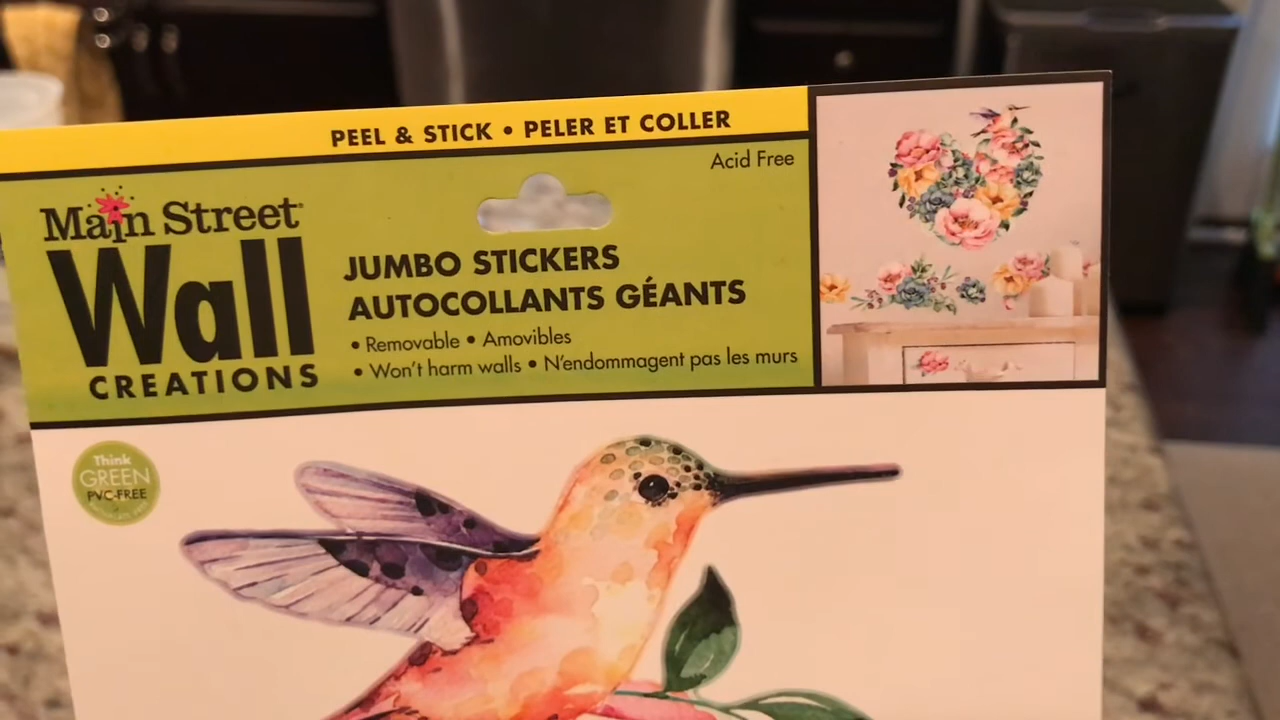 PEEL & STICK • PELER ET COLLER
Acid Free
Main Street
Wall
CREATIONS
JUMBO STICKERS
AUTOCOLLANTS GÉANTS
• Removable • Amovibles
• Won't harm walls • N'endommagent pas les murs
Think
GREEN
PVC-FREE